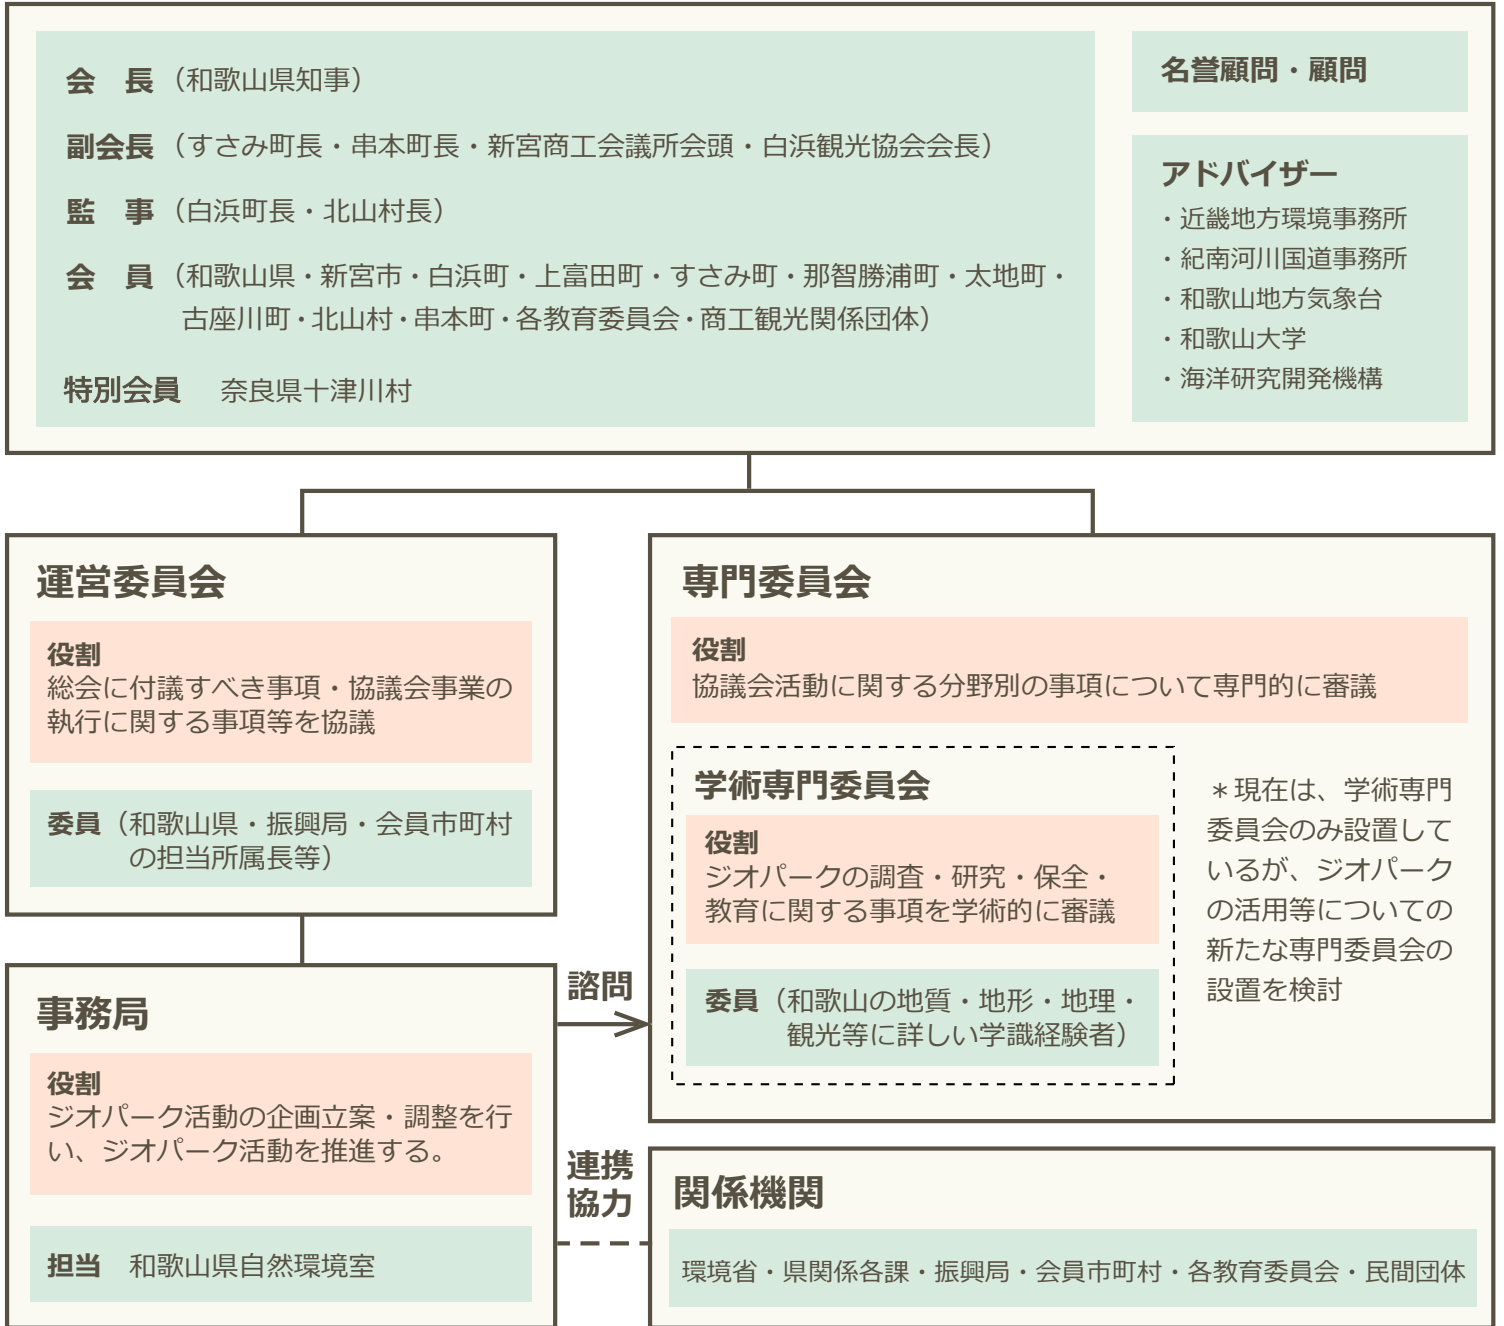 会　長（和歌山県知事）
副会長（すさみ町長・串本町長・新宮商工会議所会頭・白浜観光協会会長）
監　事（白浜町長・北山村長）
会　員（和歌山県・新宮市・白浜町・上富田町・すさみ町・那智勝浦町・太地町・
古座川町・北山村・串本町・各教育委員会・商工観光関係団体）
特別会員　奈良県十津川村
名誉顧問・顧問
アドバイザー
・近畿地方環境事務所
・紀南河川国道事務所
・和歌山地方気象台
・和歌山大学
・海洋研究開発機構
運営委員会
役割
総会に付議すべき事項・協議会事業の
執行に関する事項等を協議
委員（和歌山県・振興局・会員市町村
の担当所属長等）
専門委員会
役割
協議会活動に関する分野別の事項について専門的に審議
学術専門委員会
役割
ジオパークの調査・研究・保全・
教育に関する事項を学術的に審議
委員（和歌山の地質・地形・地理・
観光等に詳しい学識経験者）
＊現在は、学術専門
委員会のみ設置して
いるが、ジオパーク
の活用等についての
新たな専門委員会の
設置を検討
事務局
役割
ジオパーク活動の企画立案・調整を行
い、ジオパーク活動を推進する。
担当　和歌山県自然環境室
諮問
連携
協力
関係機関
環境省・県関係各課・振興局・会員市町村・各教育委員会・民間団体